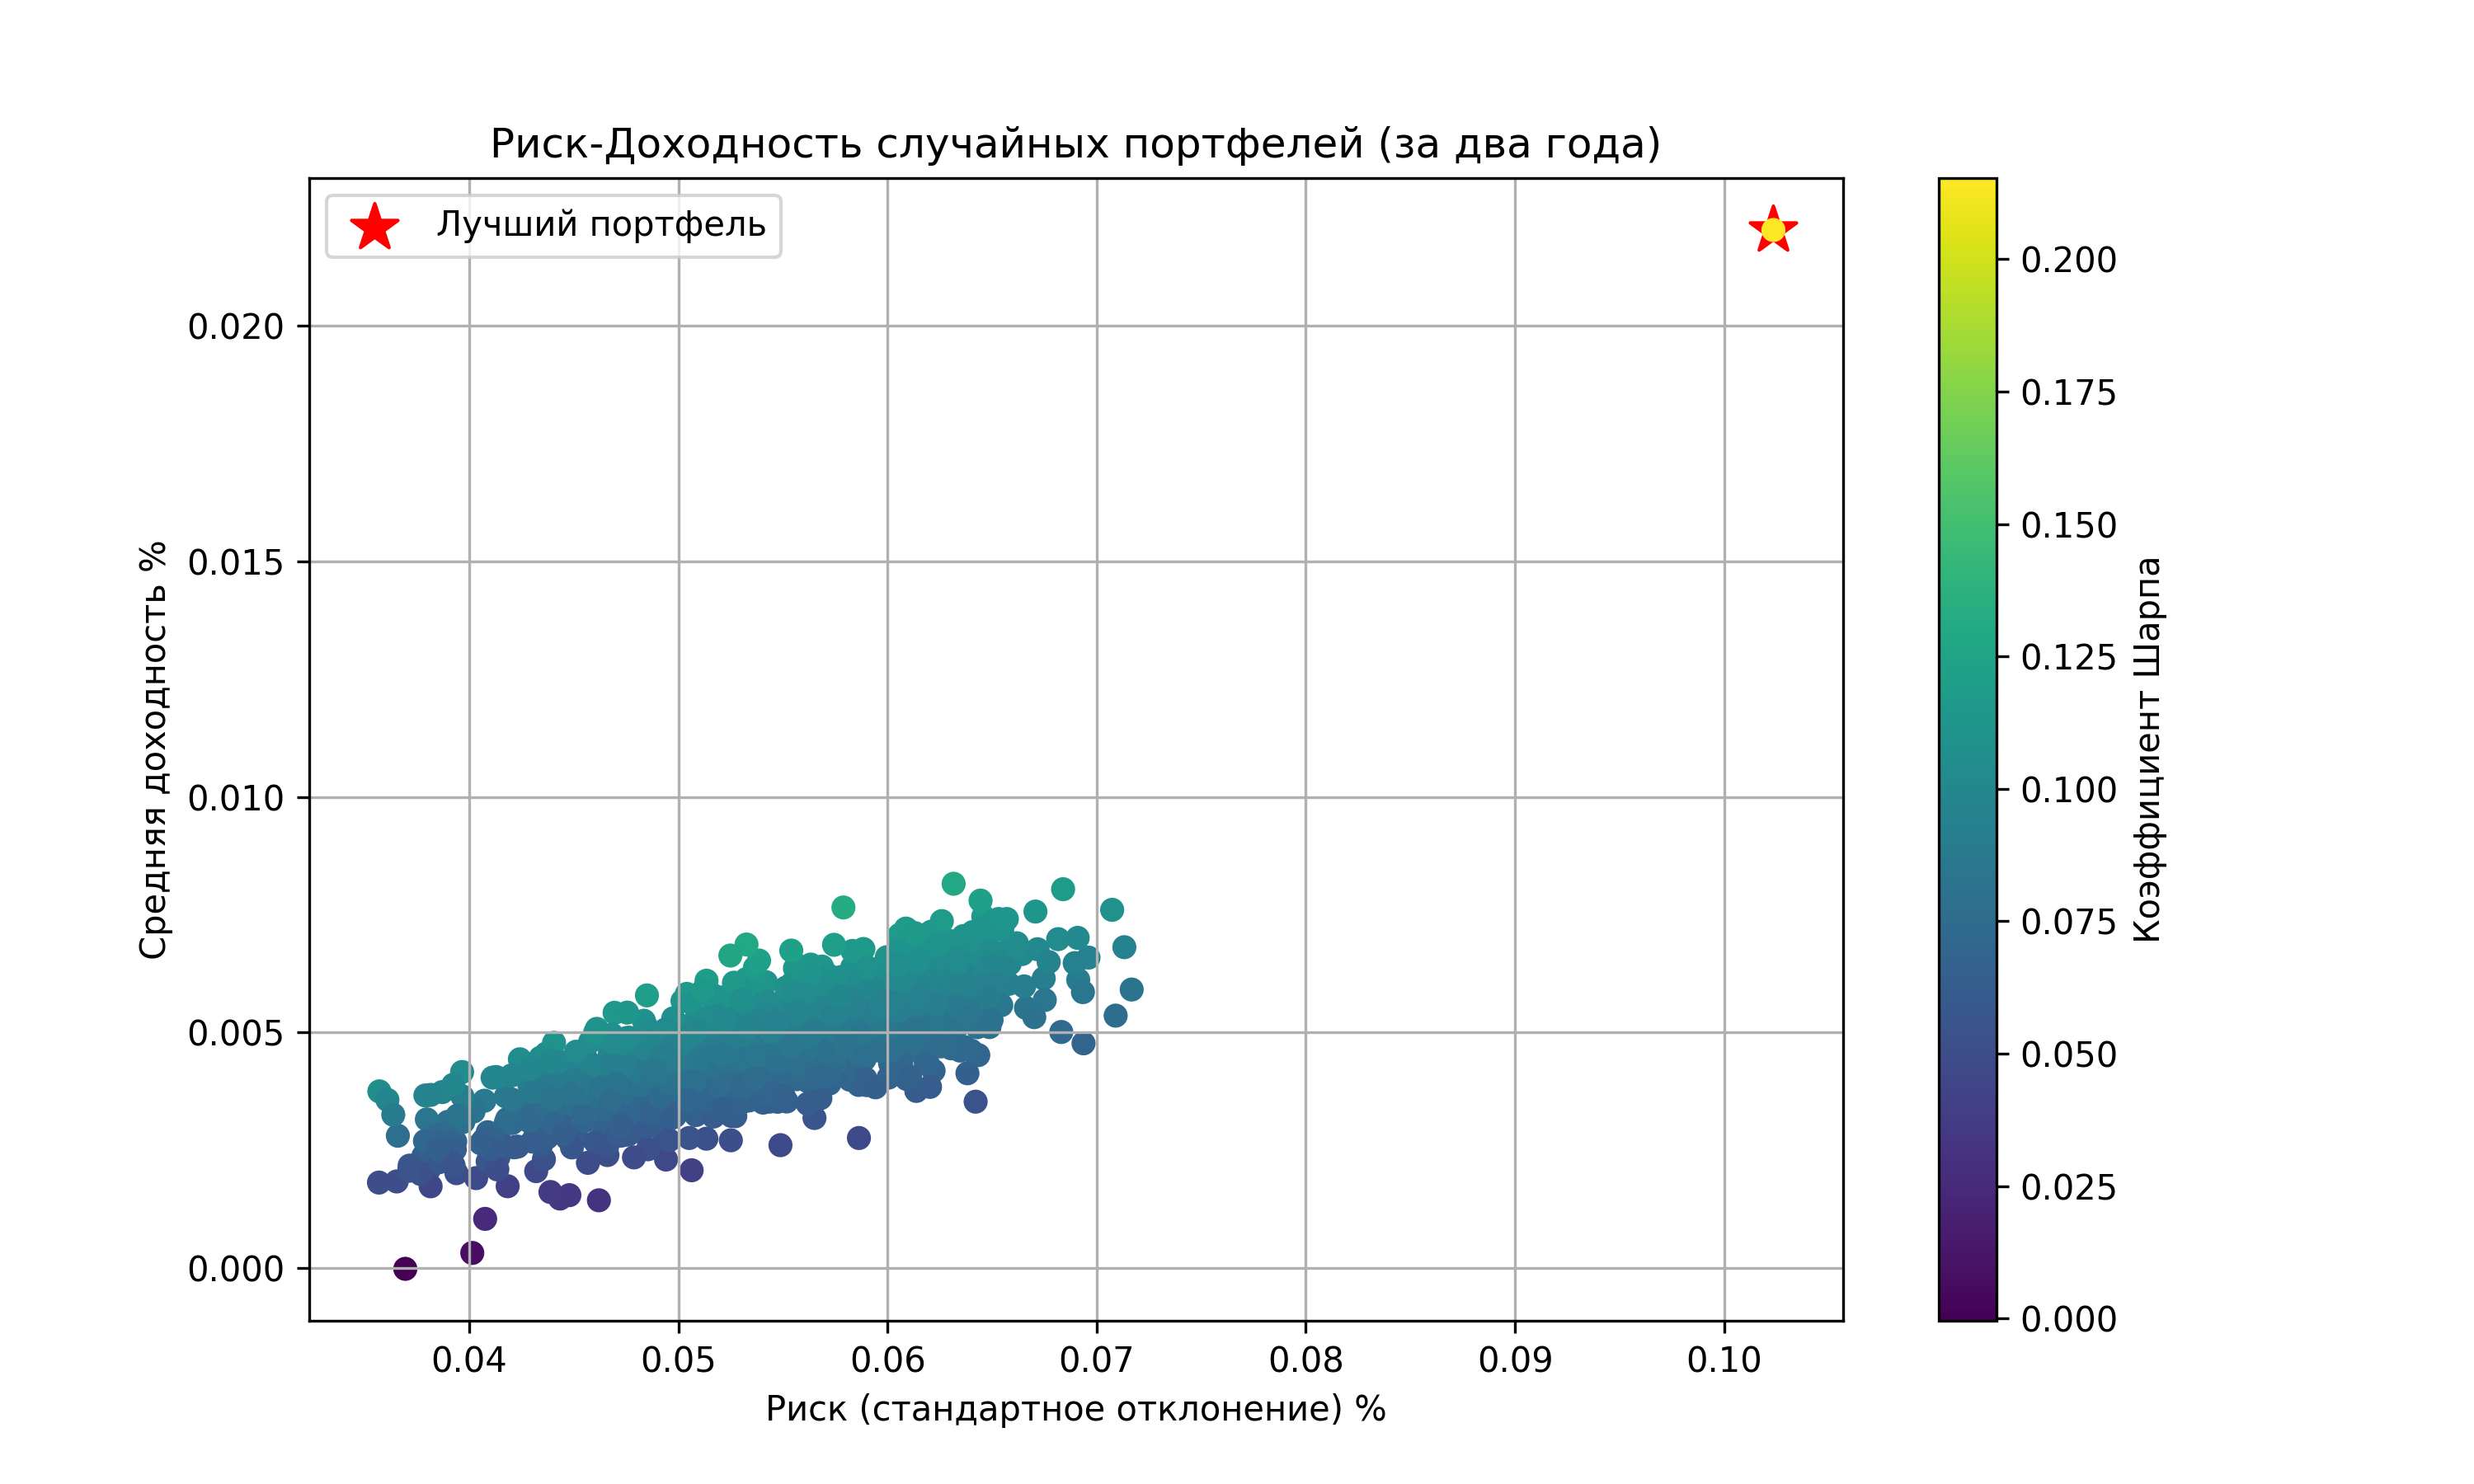 Риск-Доходность случайных портфелей (за два года)
Лучший портфель
Средняя доходность %
0.020
0.015
0.010
0.005
0.000
0.04 0.05 0.06 0.07 0.08 0.09 0.10
Риск (стандартное отклонение) %
0.200
0.175
0.150
0.125
0.100
0.075
0.050
0.025
0.000
Коэффициент Шарпа